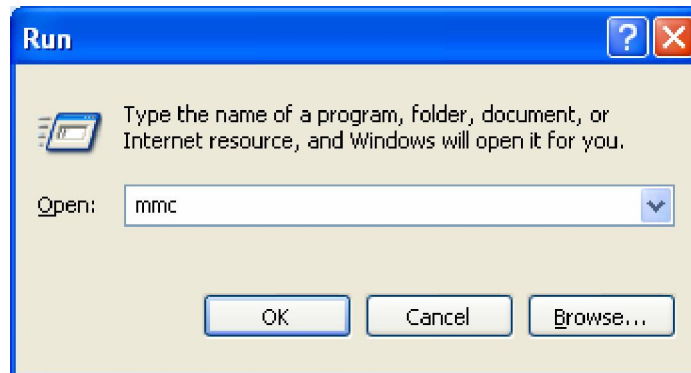 Run
Type the name of a program, folder, document, or
Internet resource, and Windows will open it for you.
Open: mmc
OK Cancel Browse...